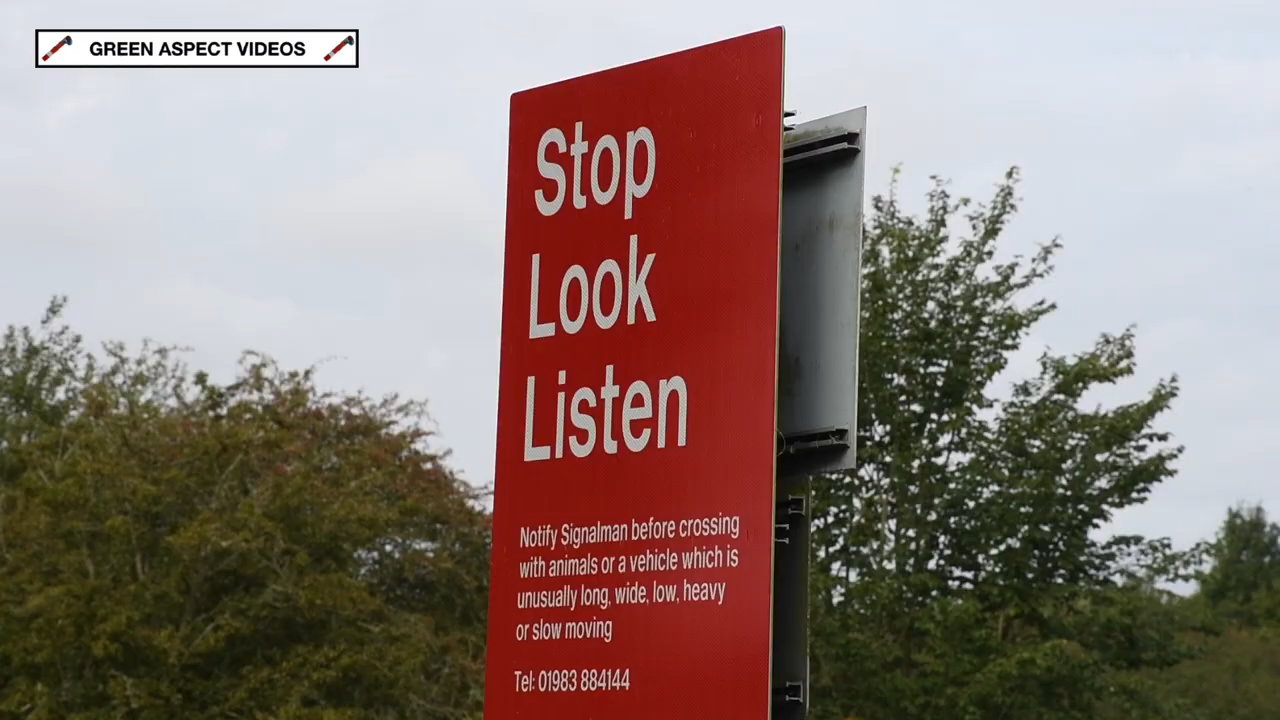 GREEN ASPECT VIDEOS
Stop
Look
Listen
Notify Signalman before crossing
with animals or a vehicle which is
unusually long, wide, low, heavy
or slow moving
Tel: 01983 884144